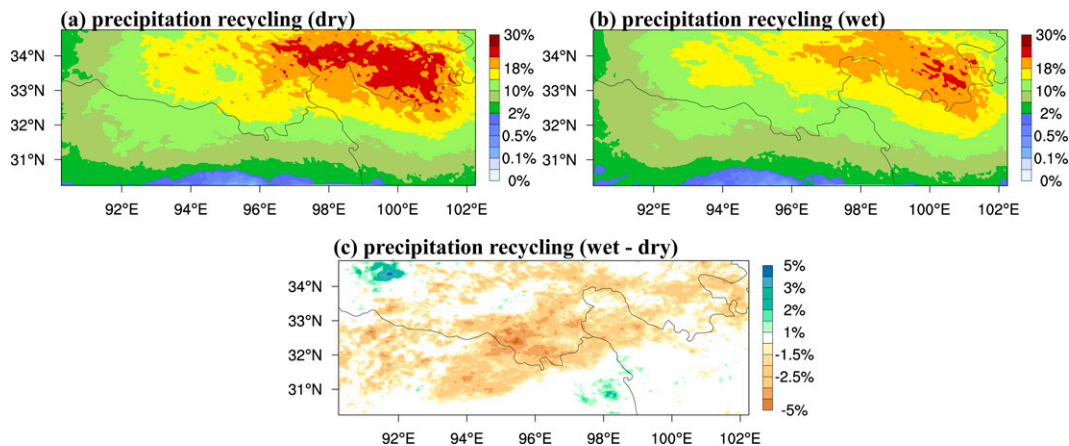 (a) precipitation recycling (dry)
34°N
33°N
32°N
31°N
92°E 94°E 96°E 98°E 100°E 102°E
30%
18%
10%
2%
0.5%
0.1%
0%
(b) precipitation recycling (wet)
34°N
33°N
32°N
31°N
92°E 94°E 96°E 98°E 100°E 102°E
30%
18%
10%
2%
0.5%
0.1%
0%
(c) precipitation recycling (wet - dry)
34°N
33°N
32°N
31°N
92°E 94°E 96°E 98°E 100°E 102°E
5%
3%
2%
1%
-1.5%
-2.5%
-5%